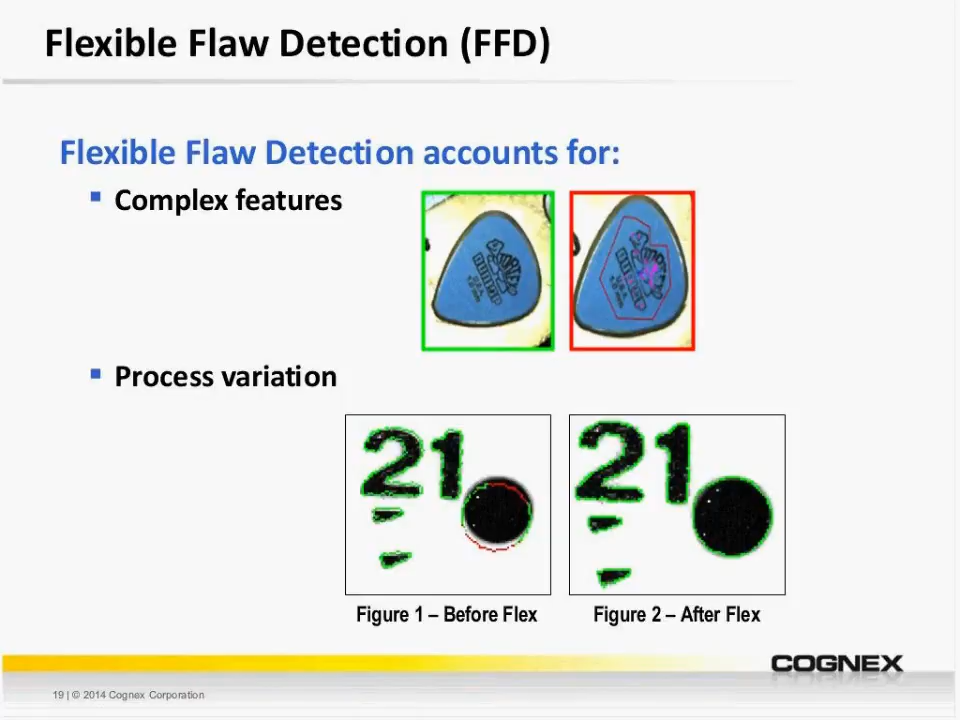 Flexible Flaw Detection (FFD)
Flexible Flaw Detection accounts for:
Complex features
Process variation
21
21
Figure 1 – Before Flex
Figure 2 – After Flex
COGNEX
19 | © 2014 Cognex Corporation